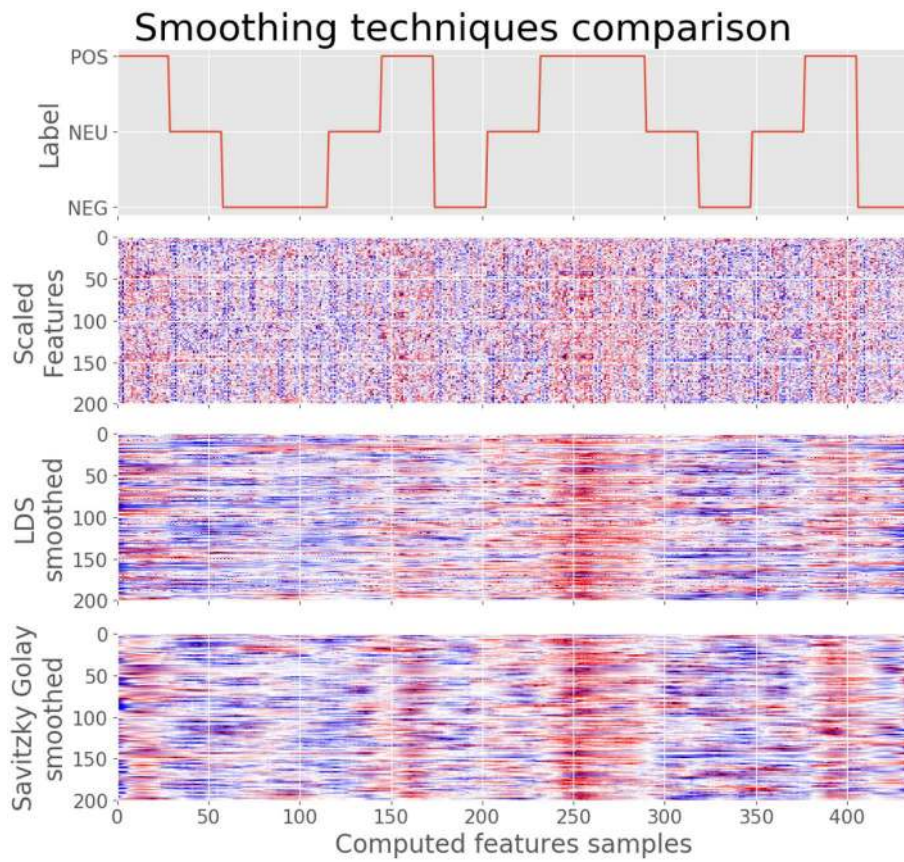 Smoothing techniques comparison
Label
POS
NEU
NEG
Scaled
Features
0
50
100
150
200
LDS
smoothed
0
50
100
150
200
Savitzky Golay
smoothed
0
50
100
150
200
0 50 100 150 200 250 300 350 400
Computed features samples